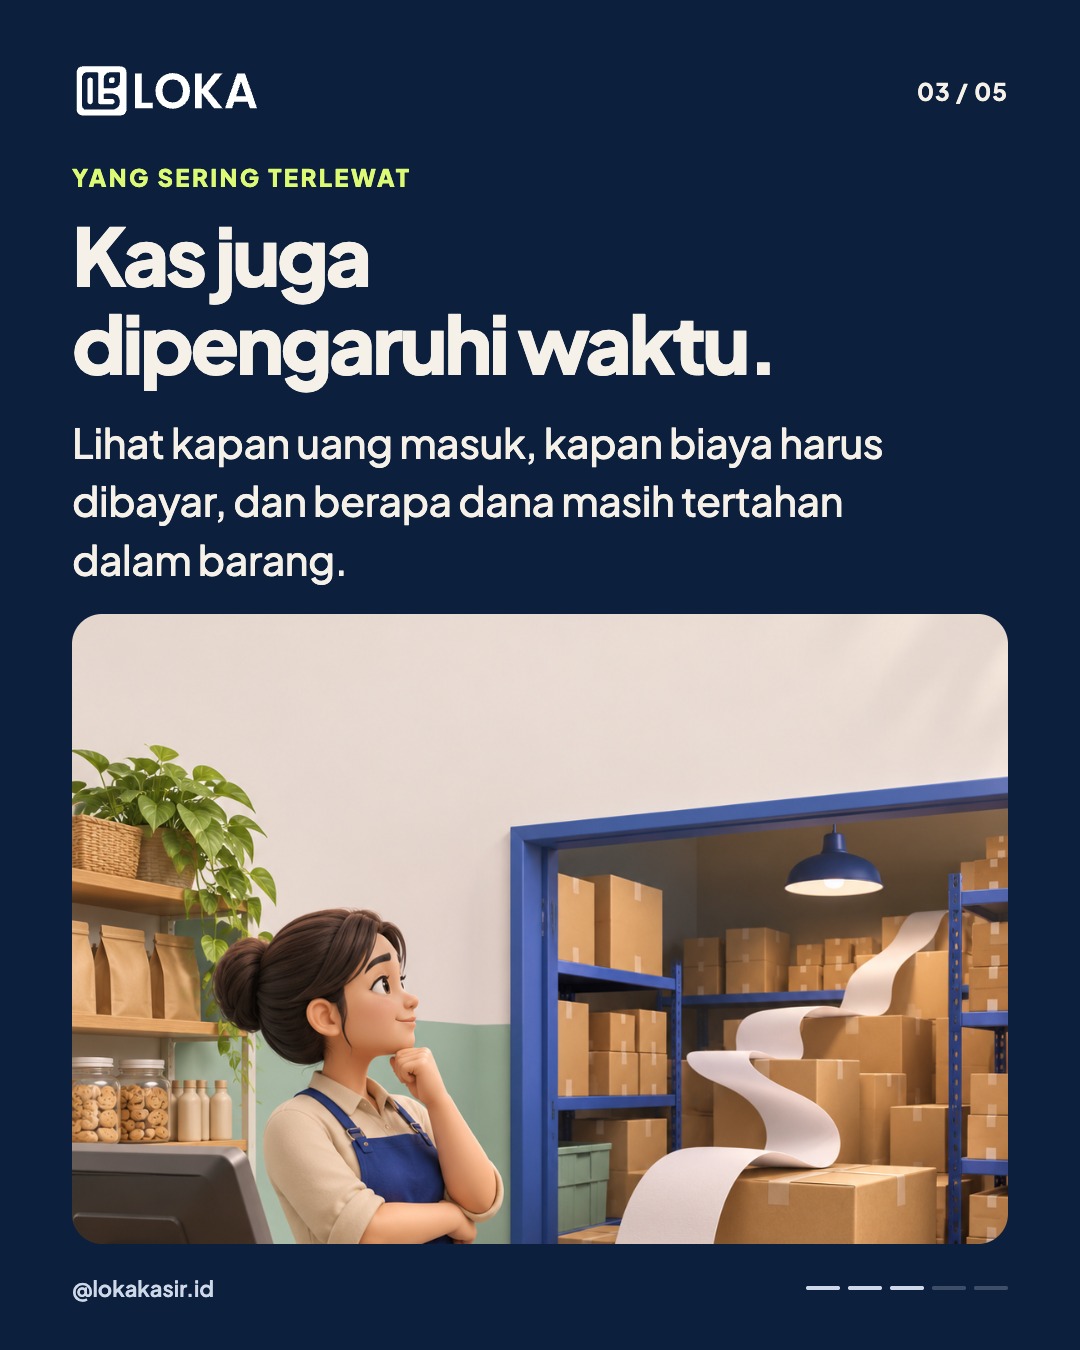 LOKA
03 / 05
YANG SERING TERLEWAT
Kas juga
dipengaruhi waktu.
Lihat kapan uang masuk, kapan biaya harus
dibayar, dan berapa dana masih tertahan
dalam barang.
@lokakasir.id